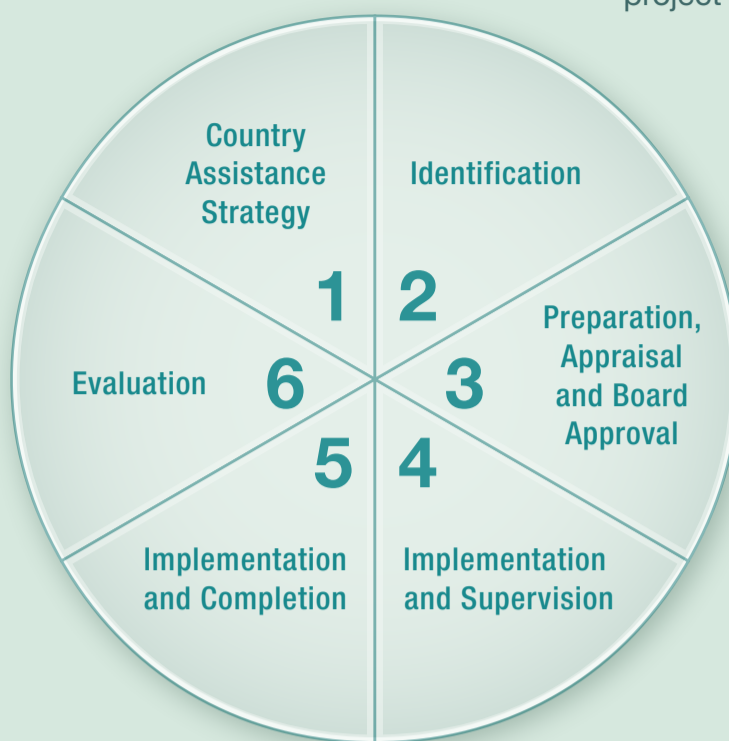 project
Country
Assistance
Strategy
1
Identification
2
Preparation,
Appraisal
and Board
Approval
3
Implementation
and Supervision
4
Implementation
and Completion
5
Evaluation
6